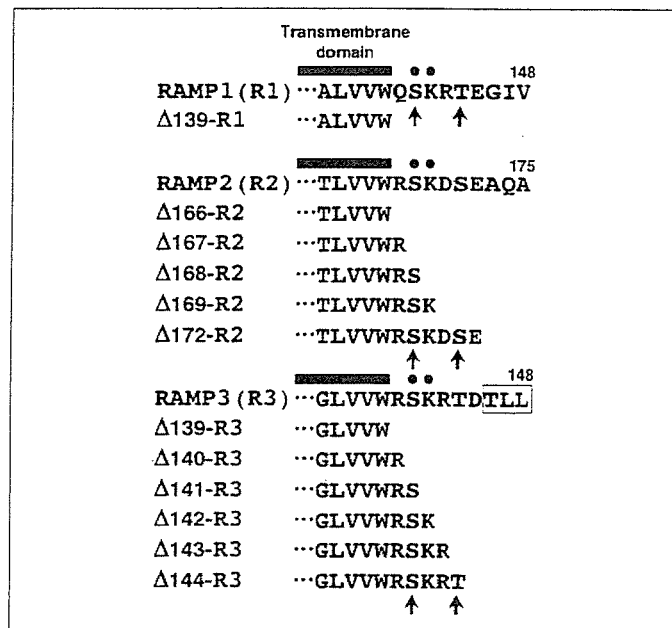 Transmembrane
domain
148
RAMP1 (R1) ···ALVVWQSKRTEGIV
Δ139-R1 ···ALVVW
175
RAMP2 (R2) ···TLVVWRSKDSEAQA
Δ166-R2 ···TLVVW
Δ167-R2 ···TLVVWR
Δ168-R2 ···TLVVWRS
Δ169-R2 ···TLVVWRSK
Δ172-R2 ···TLVVWRSKDSE
148
RAMP3 (R3) ···GLVVWRSKRTDTLL
Δ139-R3 ···GLVVW
Δ140-R3 ···GLVVWR
Δ141-R3 ···GLVVWRS
Δ142-R3 ···GLVVWRSK
Δ143-R3 ···GLVVWRSKR
Δ144-R3 ···GLVVWRSKRT